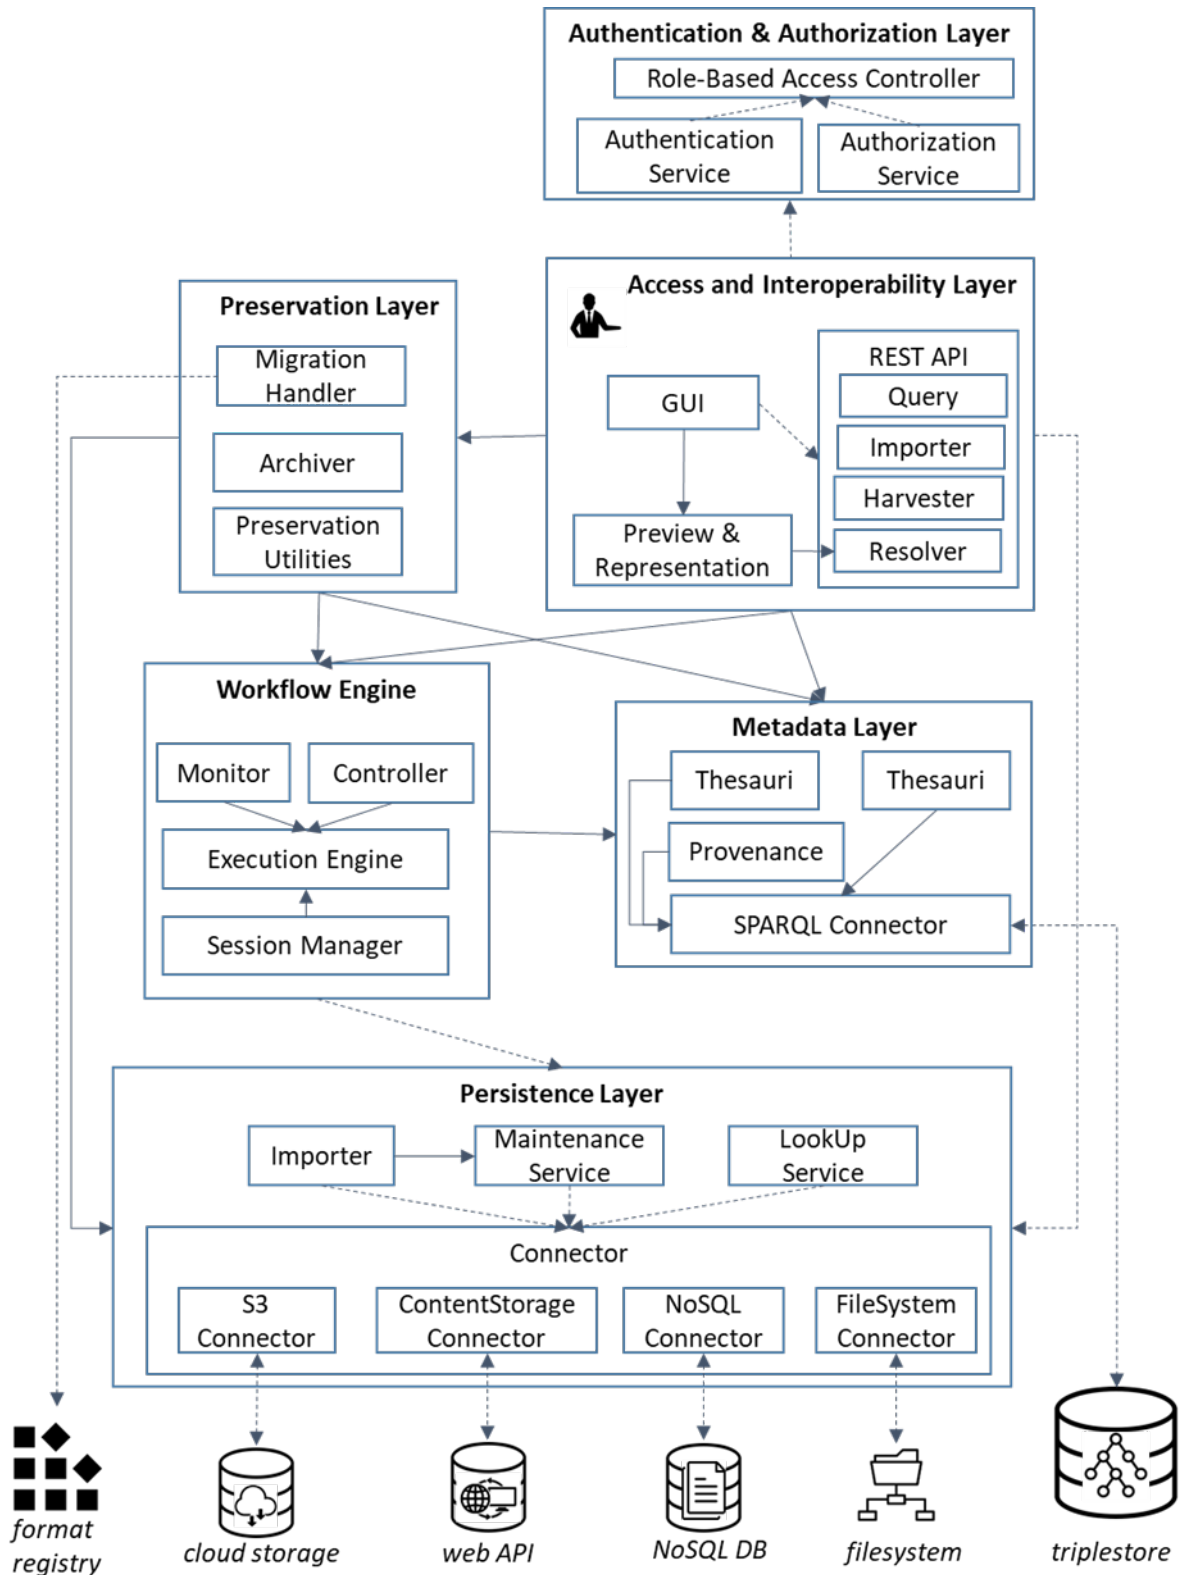 Authentication & Authorization Layer
Role-Based Access Controller
Authentication
Service
Authorization
Service
Access and Interoperability Layer
GUI
Preview &
Representation
REST API
Query
Importer
Harvester
Resolver
Preservation Layer
Migration
Handler
Archiver
Preservation
Utilities
Workflow Engine
Monitor
Controller
Execution Engine
Session Manager
Metadata Layer
Thesauri
Thesauri
Provenance
SPARQL Connector
Persistence Layer
Importer
Maintenance
Service
LookUp
Service
Connector
S3
Connector
ContentStorage
Connector
NoSQL
Connector
FileSystem
Connector
format
registry
cloud storage
web API
NoSQL DB
filesystem
triplestore